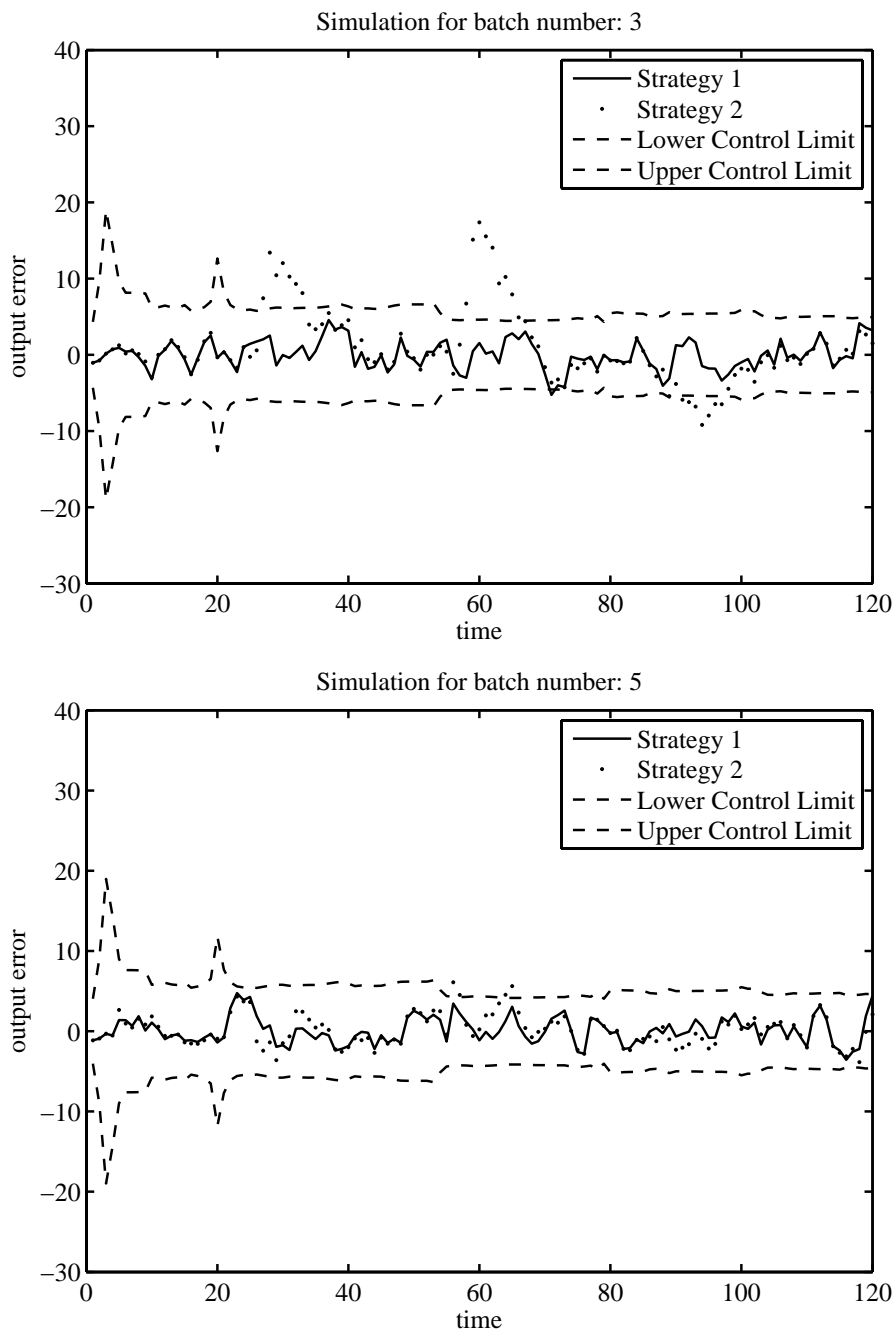 Simulation for batch number: 3
40
30
20
10
0
−10
−20
−30
output error
Strategy 1
Strategy 2
Lower Control Limit
Upper Control Limit
0 20 40 60 80 100 120
time
Simulation for batch number: 5
40
30
20
10
0
−10
−20
−30
output error
Strategy 1
Strategy 2
Lower Control Limit
Upper Control Limit
0 20 40 60 80 100 120
time